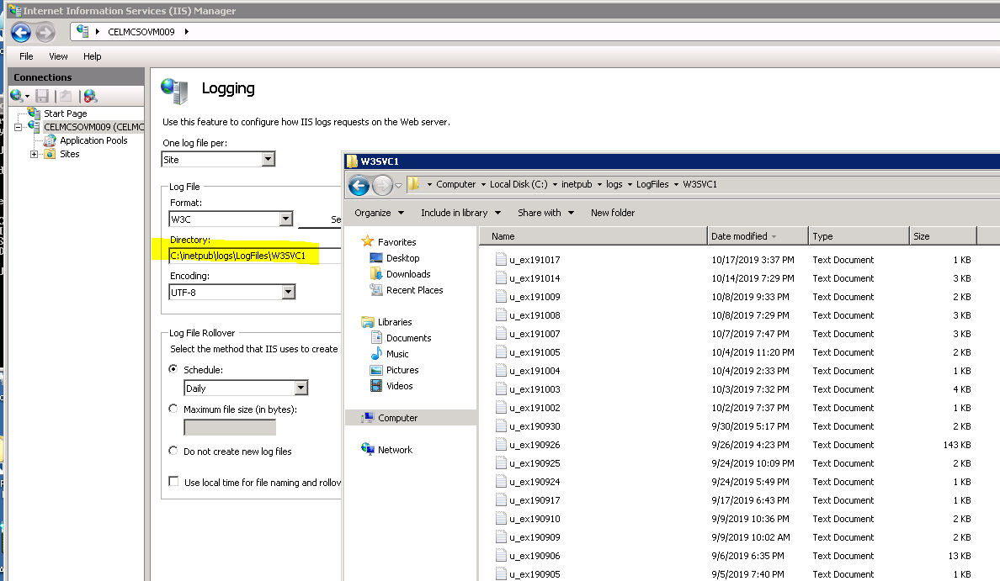 Internet Information Services (IIS) Manager
CELMCSOVM009
File View Help
Connections
Start Page
CELMCSOVM009 (CELMC
Application Pools
Sites
Logging
Use this feature to configure how IIS logs requests on the Web server.
One log file per:
Site
Log File
Format:
W3C
Se
Directory:
C:\inetpub\logs\LogFiles\W3SVC1
Encoding:
UTF-8
Log File Rollover
Select the method that IIS uses to create
Schedule:
Daily
Maximum file size (in bytes):
Do not create new log files
Use local time for file naming and rollov
W3SVC1
Computer Local Disk (C:) inetpub logs LogFiles W3SVC1
Organize Include in library Share with New folder
Favorites
Desktop
Downloads
Recent Places
Libraries
Documents
Music
Pictures
Videos
Computer
Network
Name Date modified Type Size
u_ex191017 10/17/2019 3:37 PM Text Document 1 KB
u_ex191014 10/14/2019 7:29 PM Text Document 3 KB
u_ex191009 10/8/2019 9:33 PM Text Document 2 KB
u_ex191008 10/8/2019 7:29 PM Text Document 3 KB
u_ex191007 10/7/2019 7:47 PM Text Document 3 KB
u_ex191005 10/4/2019 11:20 PM Text Document 2 KB
u_ex191004 10/4/2019 2:33 PM Text Document 1 KB
u_ex191003 10/3/2019 7:32 PM Text Document 4 KB
u_ex191002 10/2/2019 7:37 PM Text Document 1 KB
u_ex190930 9/30/2019 5:17 PM Text Document 2 KB
u_ex190926 9/26/2019 4:23 PM Text Document 143 KB
u_ex190925 9/24/2019 10:09 PM Text Document 2 KB
u_ex190924 9/24/2019 5:49 PM Text Document 1 KB
u_ex190917 9/17/2019 6:43 PM Text Document 1 KB
u_ex190910 9/9/2019 10:36 PM Text Document 2 KB
u_ex190909 9/9/2019 10:02 AM Text Document 2 KB
u_ex190906 9/6/2019 6:35 PM Text Document 13 KB
u_ex190905 9/5/2019 7:40 PM Text Document 1 KB